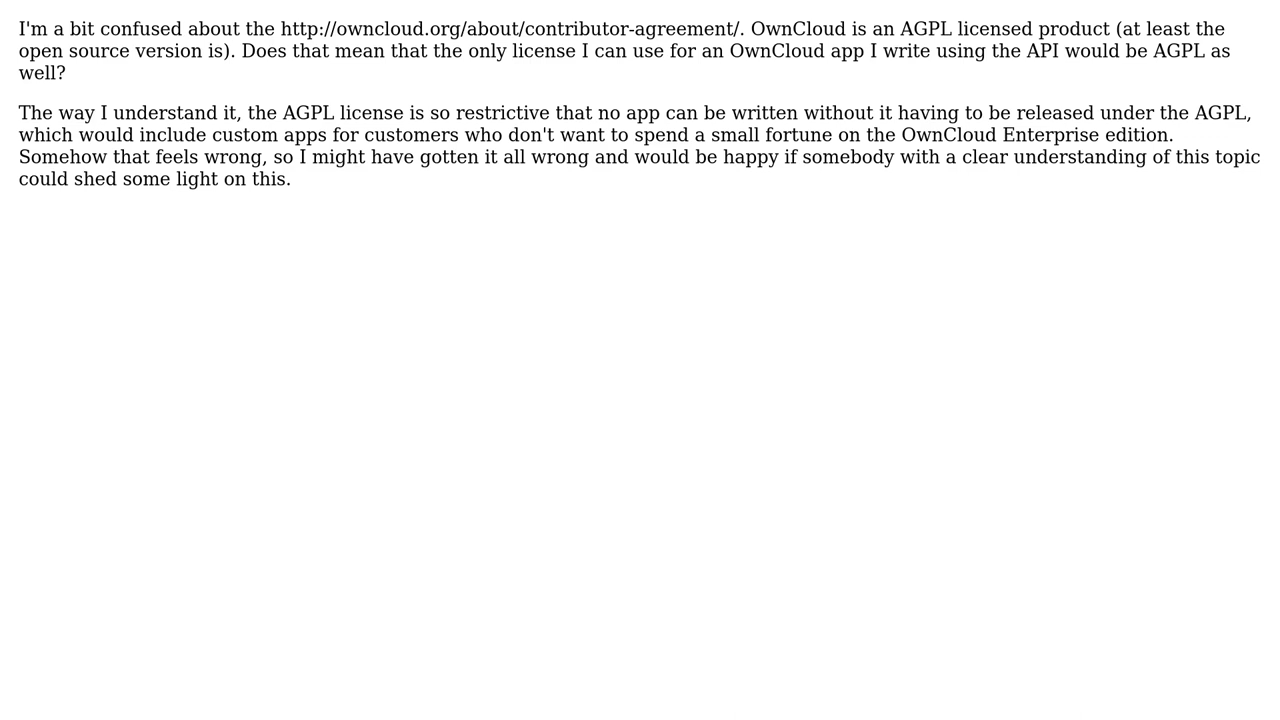 I'm a bit confused about the http://owncloud.org/about/contributor-agreement/. OwnCloud is an AGPL licensed product (at least the
open source version is). Does that mean that the only license I can use for an OwnCloud app I write using the API would be AGPL as
well?
The way I understand it, the AGPL license is so restrictive that no app can be written without it having to be released under the AGPL,
which would include custom apps for customers who don't want to spend a small fortune on the OwnCloud Enterprise edition.
Somehow that feels wrong, so I might have gotten it all wrong and would be happy if somebody with a clear understanding of this topic
could shed some light on this.